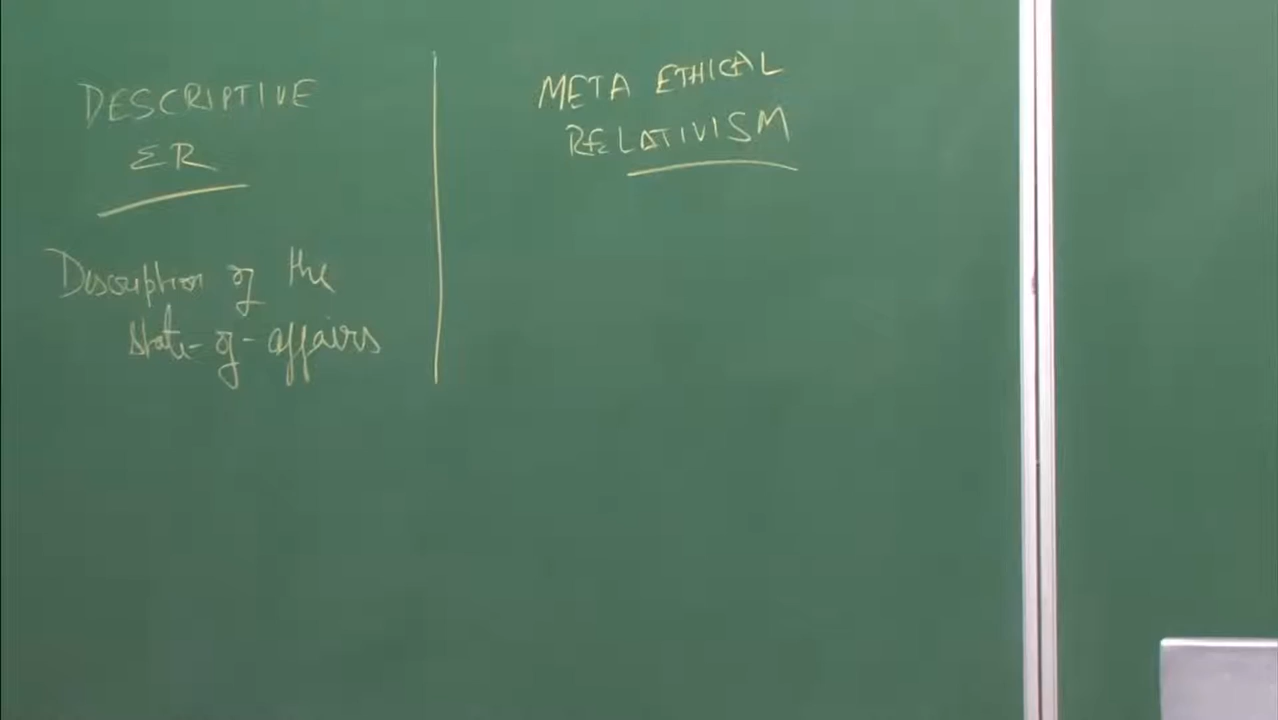 DESCRIPTIVE
ER
Description of the
state-of-affairs
META ETHICAL
RELATIVISM